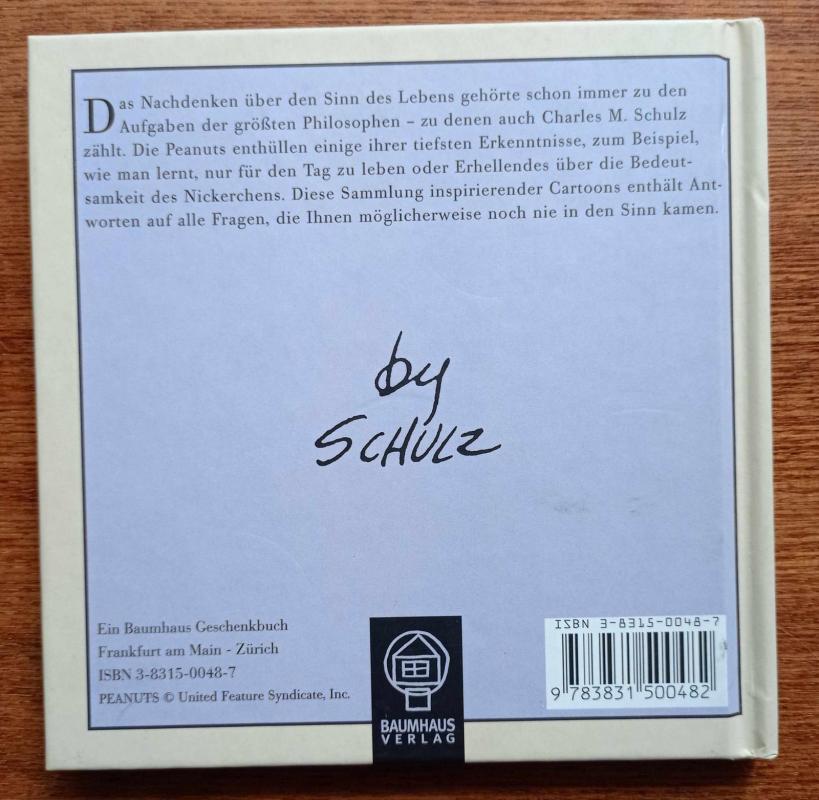 Das Nachdenken über den Sinn des Lebens gehörte schon immer zu den
Aufgaben der größten Philosophen – zu denen auch Charles M. Schulz
zählt. Die Peanuts enthüllen einige ihrer tiefsten Erkenntnisse, zum Beispiel,
wie man lernt, nur für den Tag zu leben oder Erhellendes über die Bedeut-
samkeit des Nickerchens. Diese Sammlung inspirierender Cartoons enthält Ant-
worten auf alle Fragen, die Ihnen möglicherweise noch nie in den Sinn kamen.
by
SCHULZ
Ein Baumhaus Geschenkbuch
Frankfurt am Main - Zürich
ISBN 3-8315-0048-7
PEANUTS © United Feature Syndicate, Inc.
BAUMHAUS
VERLAG
ISBN 3-8315-0048-7
9 783831 500482